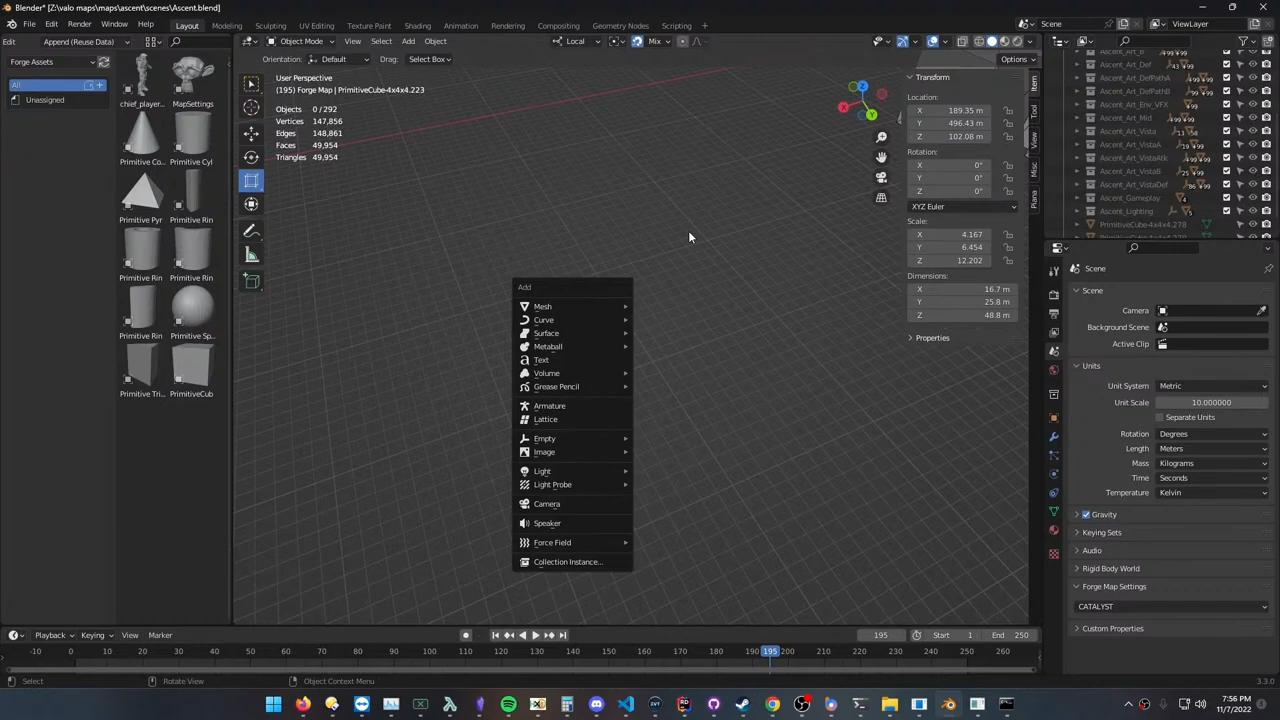 Blender* [Z:\valo maps\maps\ascent\scenes\Ascent.blend]
File Edit Render Window Help Layout Modeling Sculpting UV Editing Texture Paint Shading Animation Rendering Compositing Geometry Nodes Scripting + Scene ViewLayer
Edit Append (Reuse Data) Object Mode View Select Add Object Local Mix
Forge Assets Orientation: Default Drag: Select Box Options
All
Unassigned
chief_player... MapSettings
Primitive Co... Primitive Cyl
Primitive Pyr Primitive Rin
Primitive Rin Primitive Rin
Primitive Rin Primitive Sp...
Primitive Tri... PrimitiveCub
User Perspective
(195) Forge Map | PrimitiveCube-4x4x4.223
Objects 0/292
Vertices 147,856
Edges 148,861
Faces 49,954
Triangles 49,954
Z
X
Y
Add
Mesh
Curve
Surface
Metaball
Text
Volume
Grease Pencil
Armature
Lattice
Empty
Image
Light
Light Probe
Camera
Speaker
Force Field
Collection Instance...
Transform
Location:
X 189.35 m
Y 496.43 m
Z 102.08 m
Rotation:
X 0°
Y 0°
Z 0°
XYZ Euler
Scale:
X 4.167
Y 6.454
Z 12.202
Dimensions:
X 16.7 m
Y 25.8 m
Z 48.8 m
Properties
Item
Tool
View
Misc
Ascent_Art_B
Ascent_Art_Def
Ascent_Art_DefPathA
Ascent_Art_DefPathB
Ascent_Art_Env_VFX
Ascent_Art_Mid
Ascent_Art_Vista
Ascent_Art_VistaA
Ascent_Art_VistaAtk
Ascent_Art_VistaB
Ascent_Art_VistaDef
Ascent_Gameplay
Ascent_Lighting
PrimitiveCube-4x4x4.278
Scene
Scene
Camera
Background Scene
Active Clip
Units
Unit System Metric
Unit Scale 10.000000
Separate Units
Rotation Degrees
Length Meters
Mass Kilograms
Time Seconds
Temperature Kelvin
Gravity
Keying Sets
Audio
Rigid Body World
Forge Map Settings
CATALYST
Custom Properties
Playback Keying View Marker 195 Start 1 End 250
-10 0 10 20 30 40 50 60 70 80 90 100 110 120 130 140 150 160 170 180 190 195 200 210 220 230 240 250 260
Select Rotate View Object Context Menu 3.3.0
7:56 PM
11/7/2022